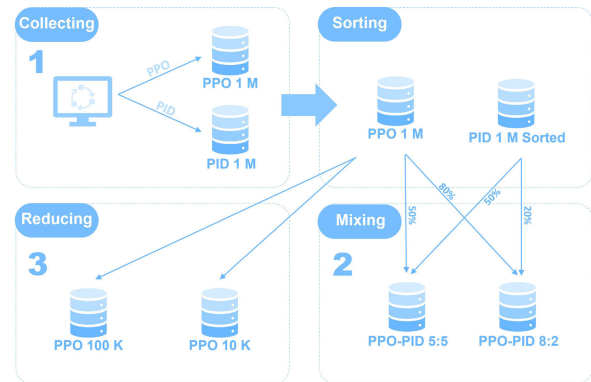 Collecting
1
PPO
PID
PPO 1 M
PID 1 M
Sorting
PPO 1 M
PID 1 M Sorted
Reducing
3
PPO 100 K
PPO 10 K
Mixing
2
50%
80%
50%
20%
PPO-PID 5:5
PPO-PID 8:2